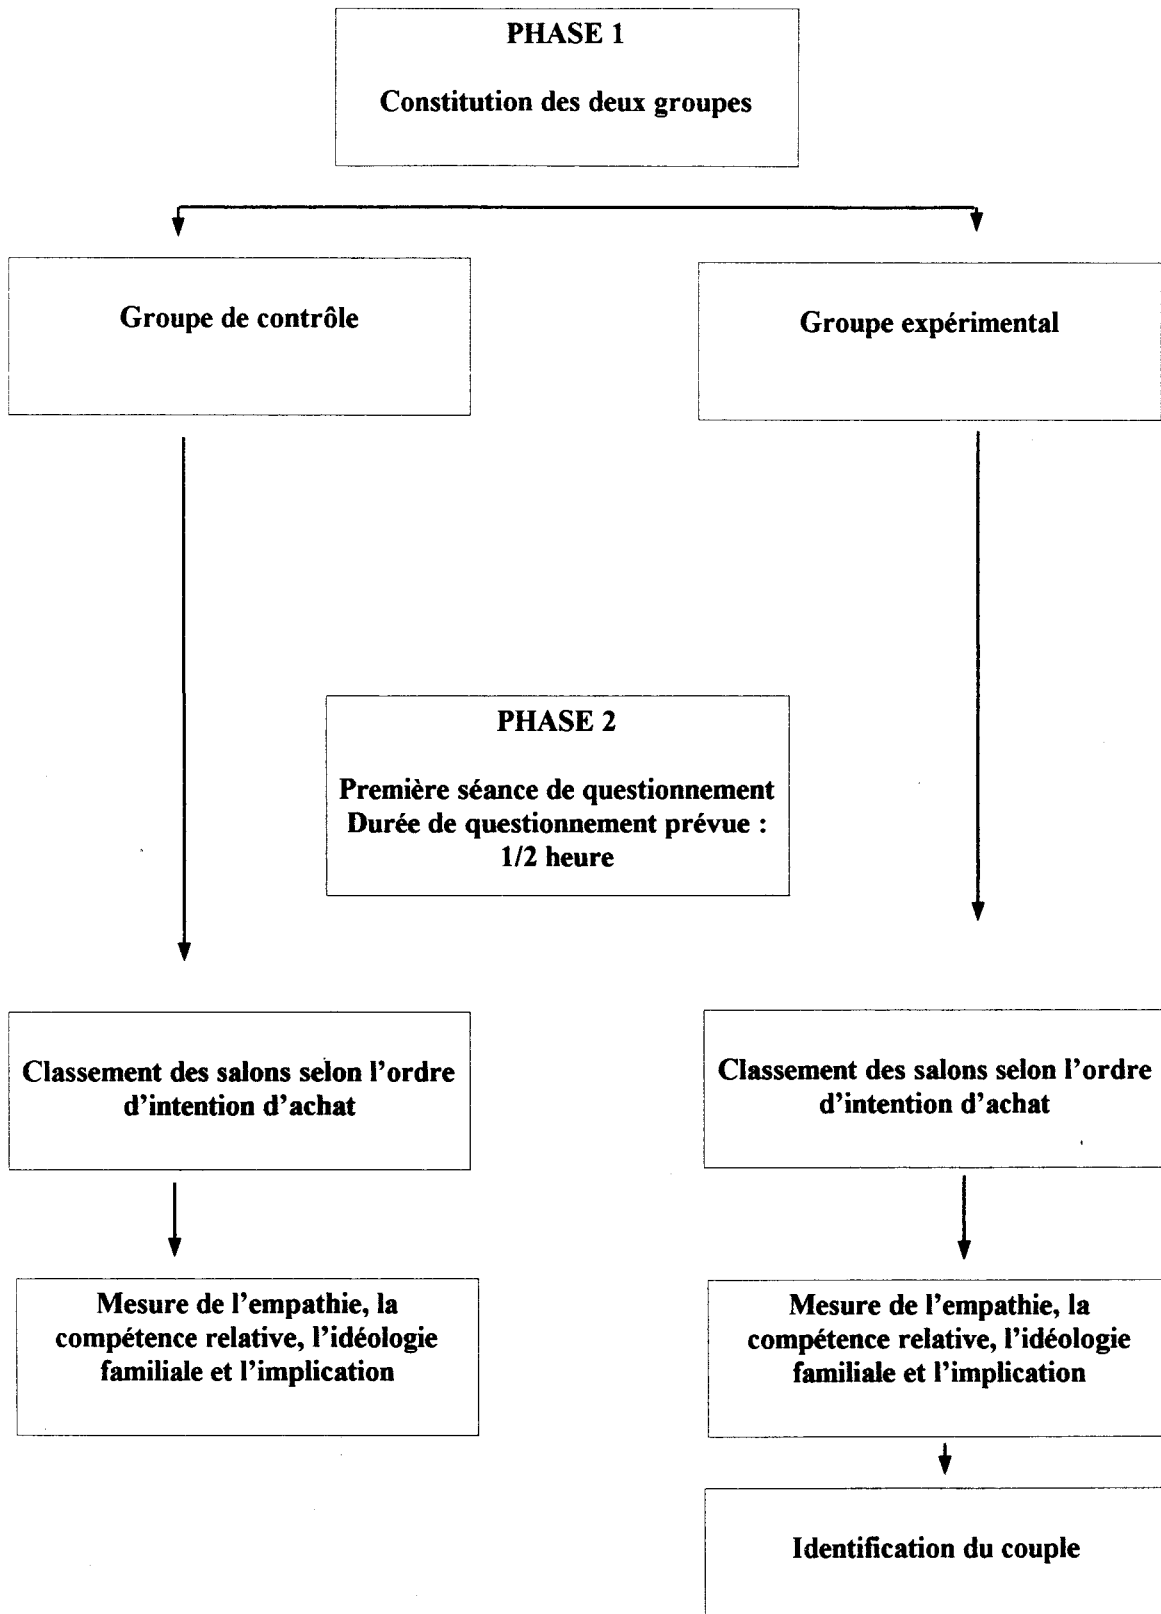 PHASE 1
Constitution des deux groupes
Groupe de contrôle
Groupe expérimental
PHASE 2
Première séance de questionnement
Durée de questionnement prévue :
1/2 heure
Classement des salons selon l'ordre
d'intention d'achat
Classement des salons selon l'ordre
d'intention d'achat
Mesure de l'empathie, la
compétence relative, l'idéologie
familiale et l'implication
Mesure de l'empathie, la
compétence relative, l'idéologie
familiale et l'implication
Identification du couple